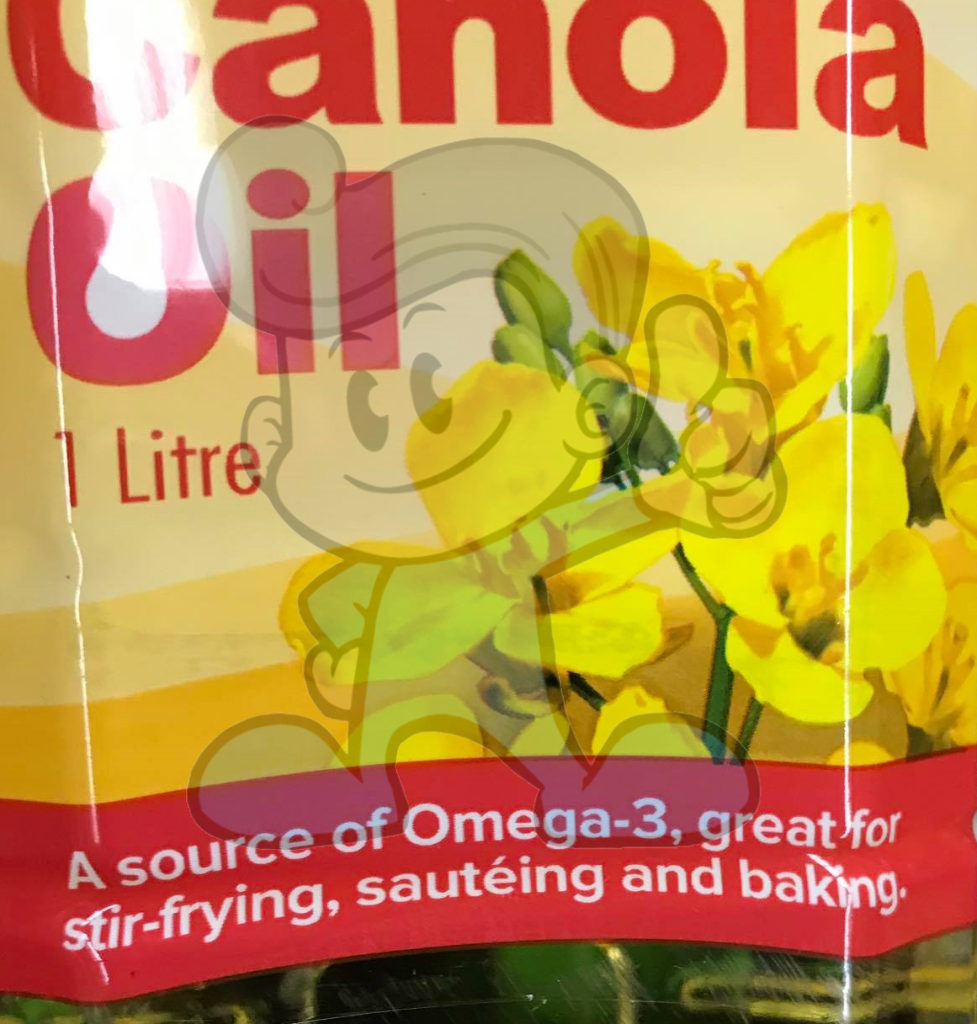 Canola
Oil
1 Litre
A source of Omega-3, great for
stir-frying, sautéing and baking.